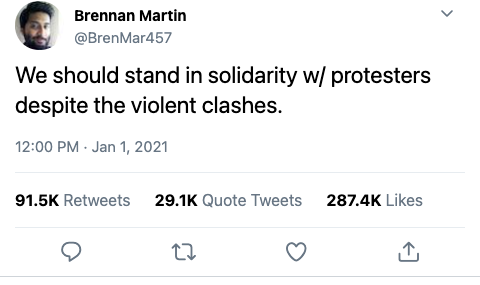 Brennan Martin
@BrenMar457
We should stand in solidarity w/ protesters
despite the violent clashes.
12:00 PM · Jan 1, 2021
91.5K Retweets 29.1K Quote Tweets 287.4K Likes